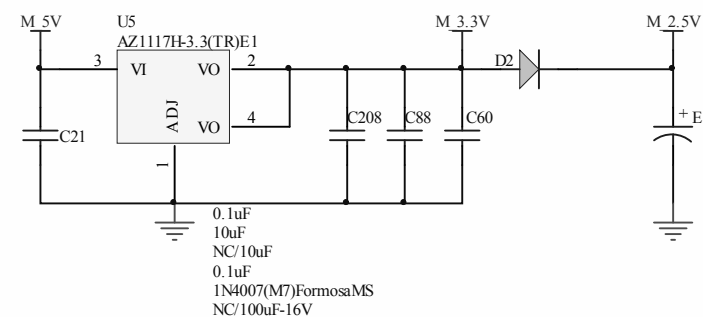 M_5V
U5
AZ1117H-3.3(TR)E1
M_3.3V
M_2.5V
3
VI
VO
2
D2
ADJ
VO
4
C21
C208
C88
C60
+
E
1
0.1uF
10uF
NC/10uF
0.1uF
1N4007(M7)FormosaMS
NC/100uF-16V